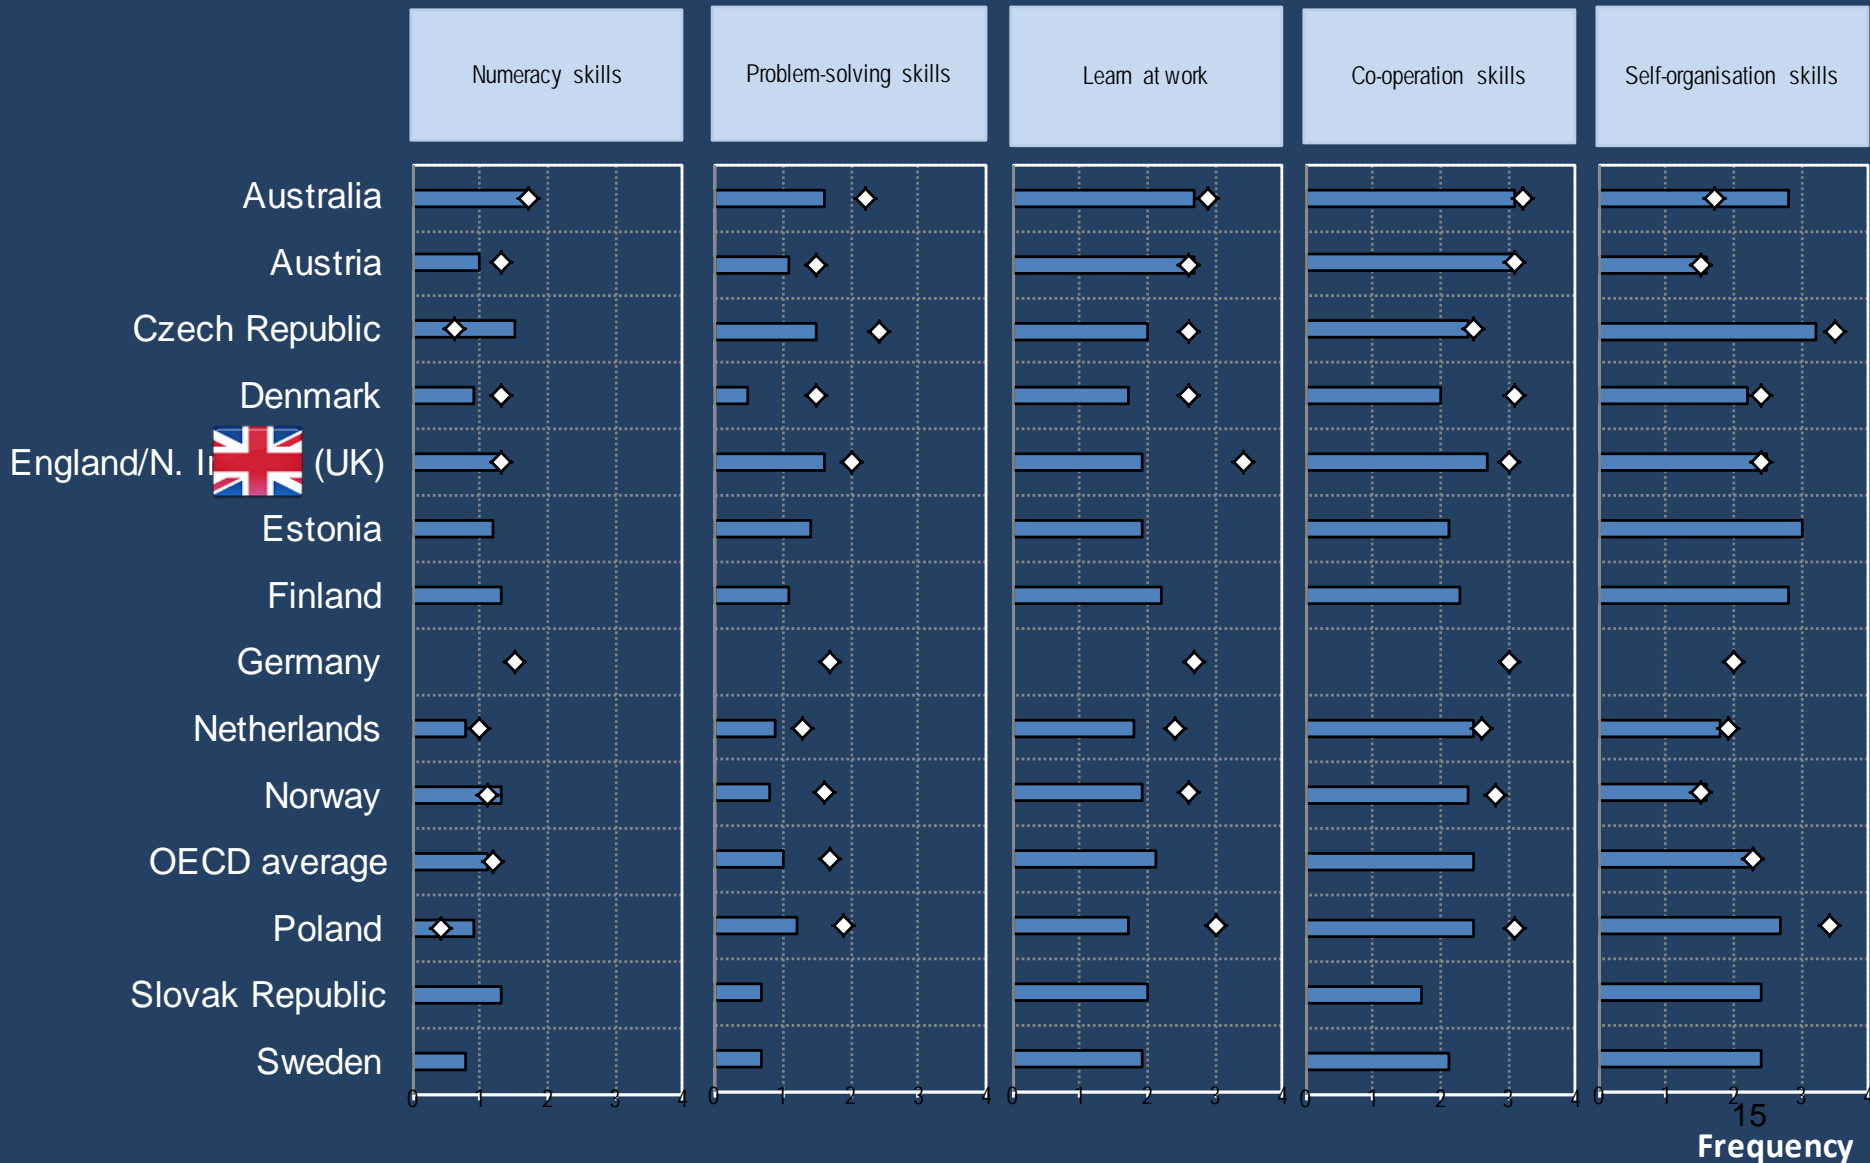 Numeracy skills
Problem-solving skills
Learn at work
Co-operation skills
Self-organisation skills
Australia
Austria
Czech Republic
Denmark
England/N. (UK)
Estonia
Finland
Germany
Netherlands
Norway
OECD average
Poland
Slovak Republic
Sweden
0 1 2 3 4
0 1 2 3 4
0 1 2 3 4
0 1 2 3 4
0 1 2 3 4
15
Frequency